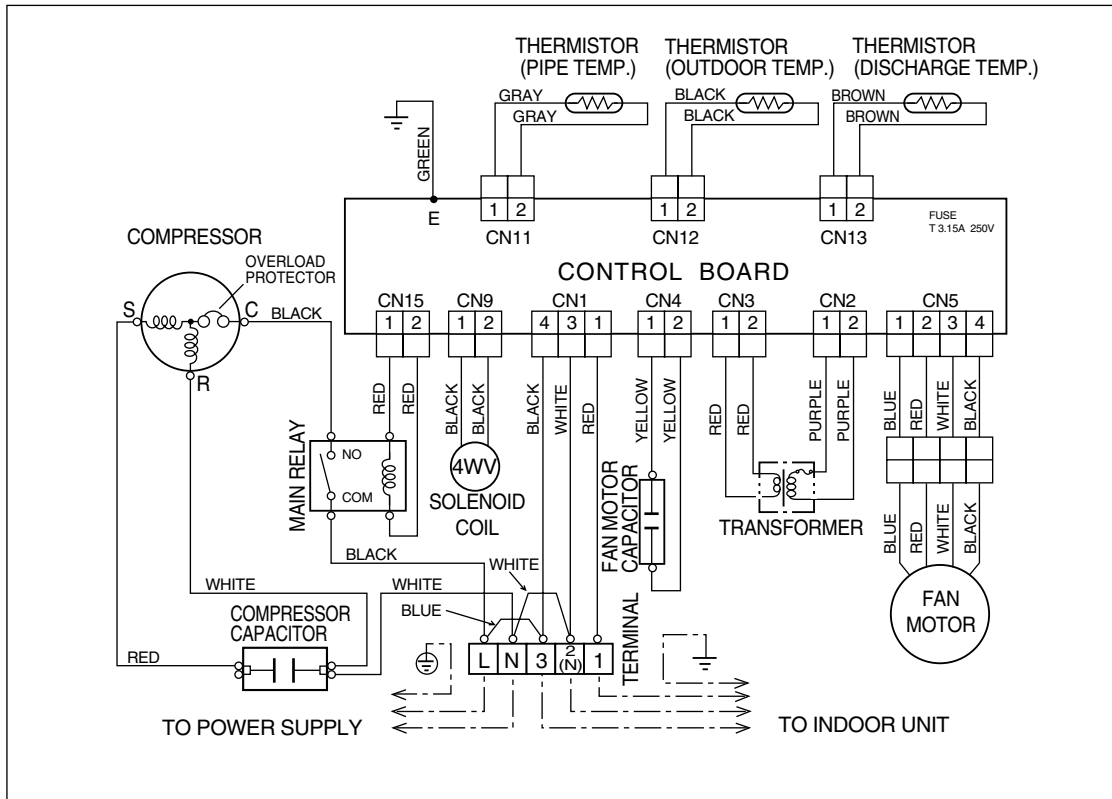 THERMISTOR
(PIPE TEMP.)
THERMISTOR
(OUTDOOR TEMP.)
THERMISTOR
(DISCHARGE TEMP.)
GRAY
GRAY
BLACK
BLACK
BROWN
BROWN
GREEN
E
1 2
CN11
1 2
CN12
1 2
CN13
FUSE
T 3.15A 250V
CONTROL BOARD
COMPRESSOR
OVERLOAD
PROTECTOR
S
C
R
BLACK
CN15
1 2
CN9
1 2
CN1
4 3 1
CN4
1 2
CN3
1 2
CN2
1 2
CN5
1 2 3 4
RED
RED
BLACK
BLACK
BLACK
WHITE
RED
YELLOW
YELLOW
RED
RED
PURPLE
PURPLE
BLUE
RED
WHITE
BLACK
MAIN RELAY
NO
COM
4WV
SOLENOID
COIL
FAN MOTOR
CAPACITOR
TRANSFORMER
BLUE
RED
WHITE
BLACK
FAN
MOTOR
BLACK
WHITE
WHITE
WHITE
BLUE
COMPRESSOR
CAPACITOR
RED
L N 3 2(N) 1
TERMINAL
TO POWER SUPPLY
TO INDOOR UNIT